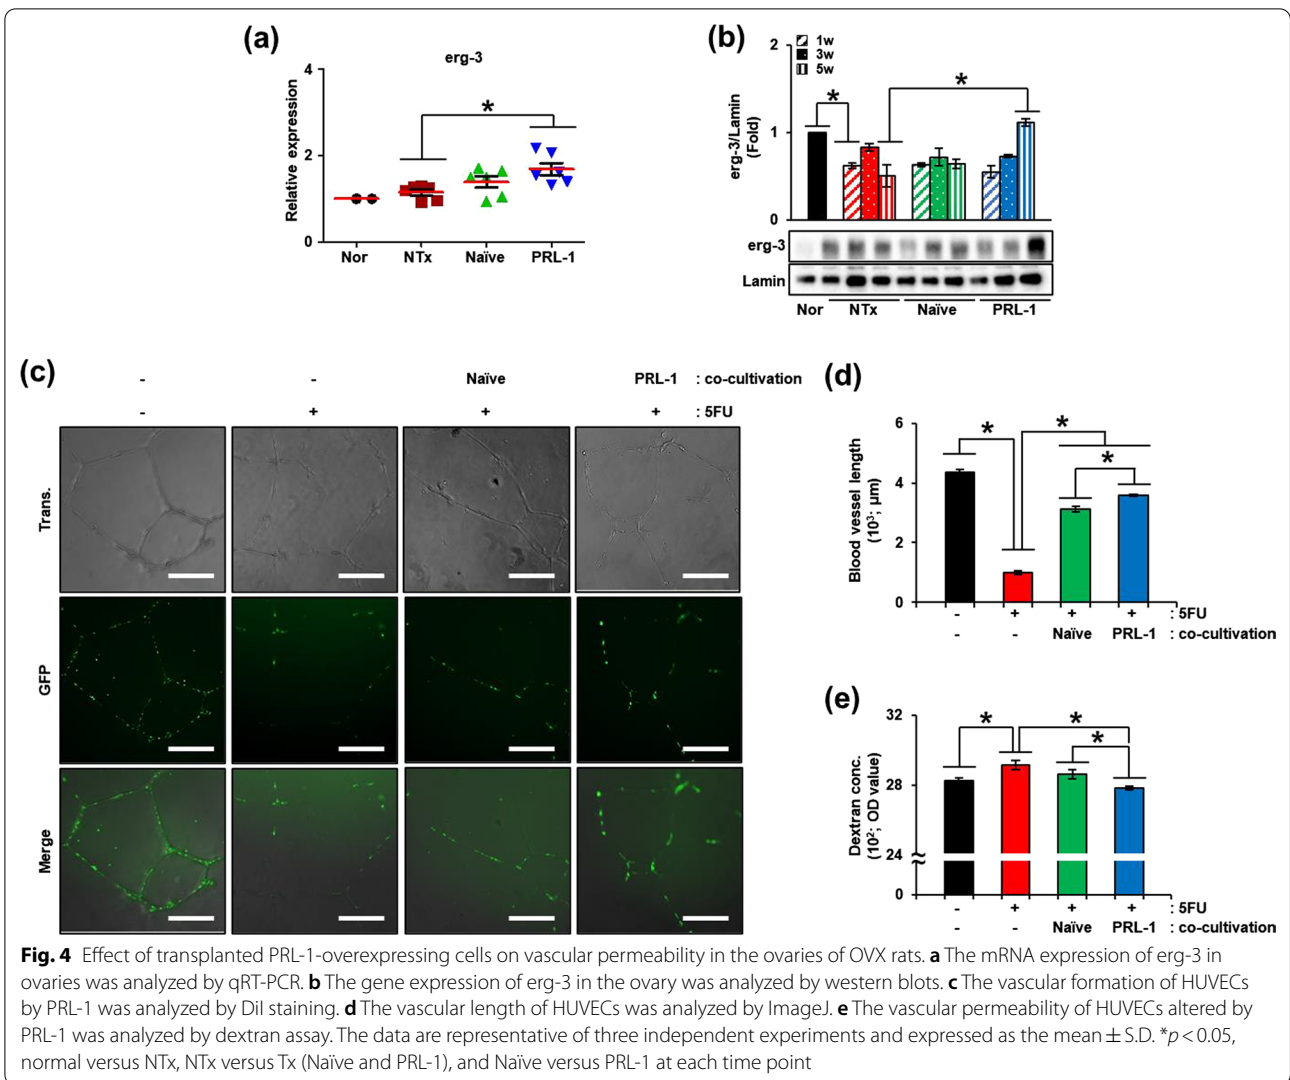 (a)
erg-3
Relative expression
4
2
0
*
Nor NTx Naïve PRL-1
(b)
erg-3/Lamin
(Fold)
2
1
0
1w
3w
5w
* *
erg-3
Lamin
Nor NTx Naïve PRL-1
(c)
- - Naïve PRL-1 : co-cultivation
- + + + : 5FU
Trans.
GFP
Merge
(d)
Blood vessel length
(10³; μm)
6
4
2
0
* * *
- + + + : 5FU
- - Naïve PRL-1 : co-cultivation
(e)
Dextran conc.
(10²; OD value)
32
28
24
≈ ≈
0
* * *
- + + + : 5FU
- - Naïve PRL-1 : co-cultivation
Fig. 4 Effect of transplanted PRL-1-overexpressing cells on vascular permeability in the ovaries of OVX rats. a The mRNA expression of erg-3 in
ovaries was analyzed by qRT-PCR. b The gene expression of erg-3 in the ovary was analyzed by western blots. c The vascular formation of HUVECs
by PRL-1 was analyzed by DiI staining. d The vascular length of HUVECs was analyzed by ImageJ. e The vascular permeability of HUVECs altered by
PRL-1 was analyzed by dextran assay. The data are representative of three independent experiments and expressed as the mean ± S.D. *p < 0.05,
normal versus NTx, NTx versus Tx (Naïve and PRL-1), and Naïve versus PRL-1 at each time point